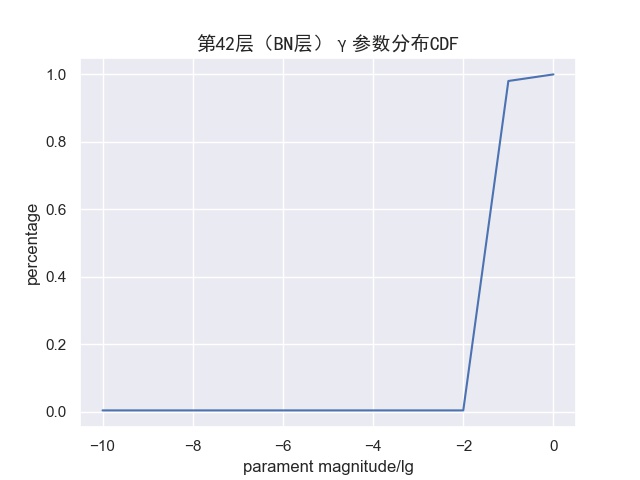 第42层（BN层）γ参数分布CDF
1.0
0.8
0.6
0.4
0.2
0.0
percentage
−10 −8 −6 −4 −2 0
parament magnitude/lg